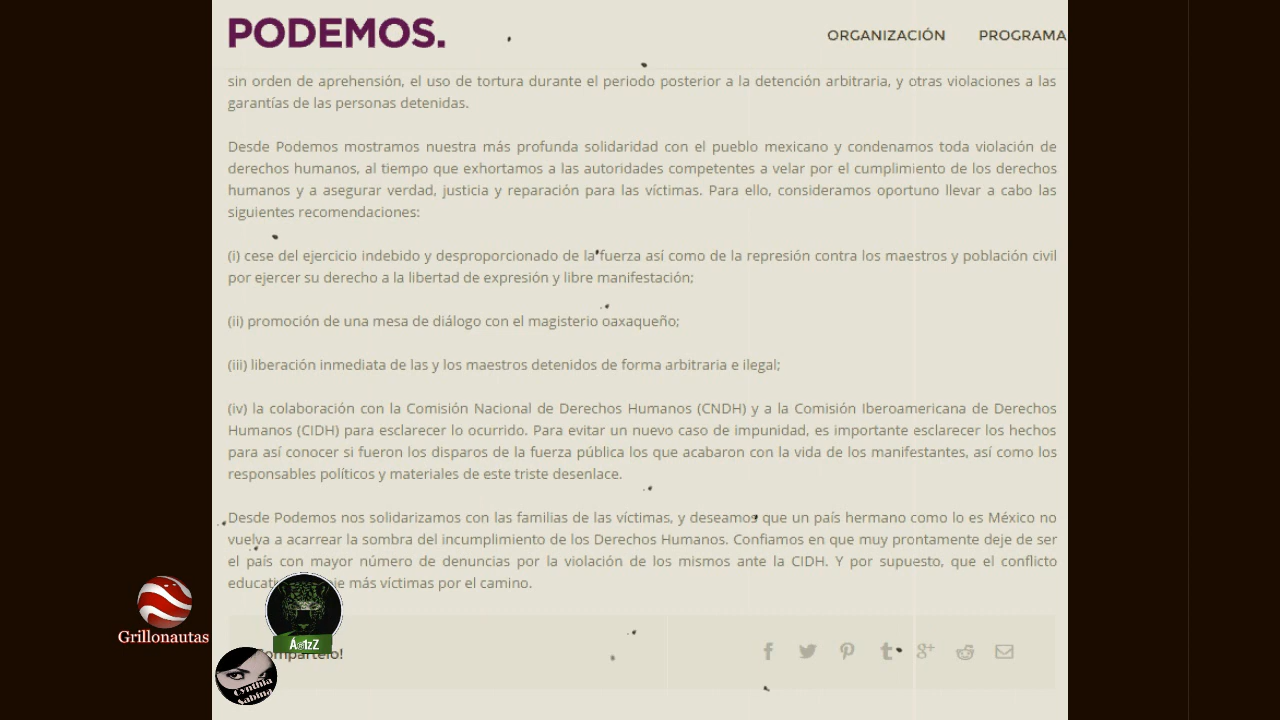 PODEMOS.
ORGANIZACIÓN PROGRAMA
sin orden de aprehensión, el uso de tortura durante el periodo posterior a la detención arbitraria, y otras violaciones a las
garantías de las personas detenidas.
Desde Podemos mostramos nuestra más profunda solidaridad con el pueblo mexicano y condenamos toda violación de
derechos humanos, al tiempo que exhortamos a las autoridades competentes a velar por el cumplimiento de los derechos
humanos y a asegurar verdad, justicia y reparación para las víctimas. Para ello, consideramos oportuno llevar a cabo las
siguientes recomendaciones:
(i) cese del ejercicio indebido y desproporcionado de la fuerza así como de la represión contra los maestros y población civil
por ejercer su derecho a la libertad de expresión y libre manifestación;
(ii) promoción de una mesa de diálogo con el magisterio oaxaqueño;
(iii) liberación inmediata de las y los maestros detenidos de forma arbitraria e ilegal;
(iv) la colaboración con la Comisión Nacional de Derechos Humanos (CNDH) y a la Comisión Iberoamericana de Derechos
Humanos (CIDH) para esclarecer lo ocurrido. Para evitar un nuevo caso de impunidad, es importante esclarecer los hechos
para así conocer si fueron los disparos de la fuerza pública los que acabaron con la vida de los manifestantes, así como los
responsables políticos y materiales de este triste desenlace.
Desde Podemos nos solidarizamos con las familias de las víctimas, y deseamos que un país hermano como lo es México no
vuelva a acarrear la sombra del incumplimiento de los Derechos Humanos. Confiamos en que muy prontamente deje de ser
el país con mayor número de denuncias por la violación de los mismos ante la CIDH. Y por supuesto, que el conflicto
más víctimas por el camino.
Grillonautas
A@1zZ
Cynthia
Sabina